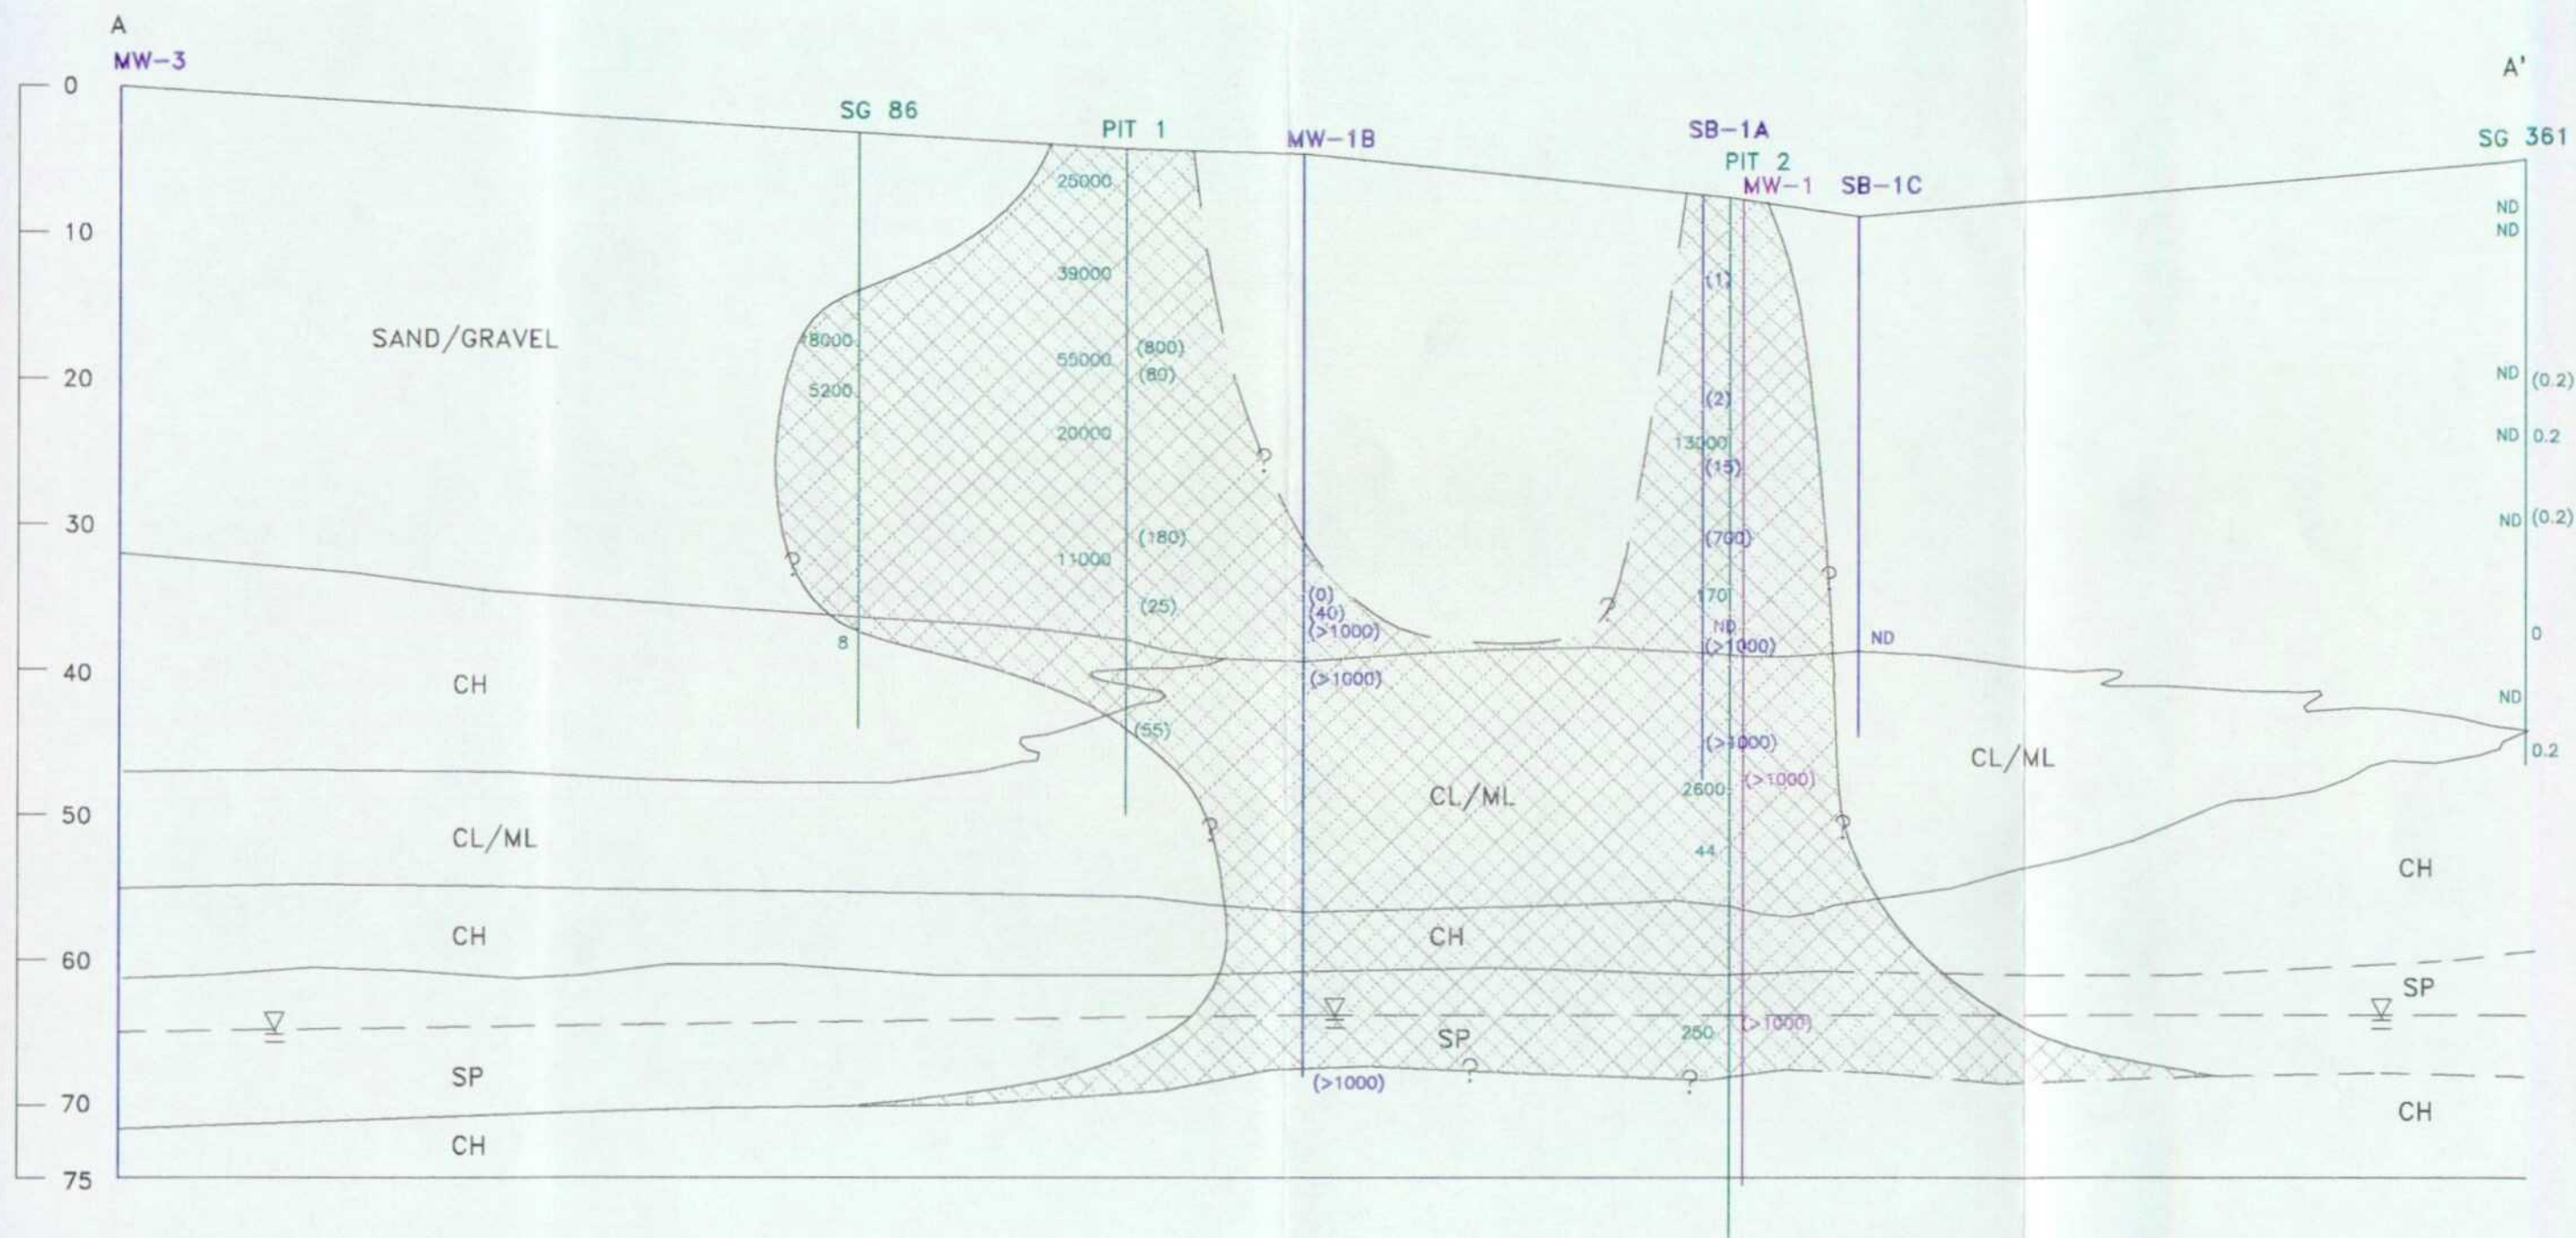 A
MW-3
A'
SG 86
PIT 1
MW-1B
SB-1A
PIT 2
MW-1
SB-1C
SG 361
0
10
20
30
40
50
60
70
75
SAND/GRAVEL
CH
CL/ML
CH
SP
CH
18000
5200
8
25000
39000
55000
20000
11000
(800)
(80)
(180)
(25)
(55)
?
?
?
(0)
(40)
(>1000)
(>1000)
(>1000)
CL/ML
CH
SP
?
?
?
(1)
(2)
(15)
(700)
ND
(>1000)
(>1000)
13000
170
2600
44
250
(>1000)
(>1000)
?
?
ND
CL/ML
CH
SP
CH
ND
ND
ND
(0.2)
ND
0.2
ND
(0.2)
0
ND
0.2